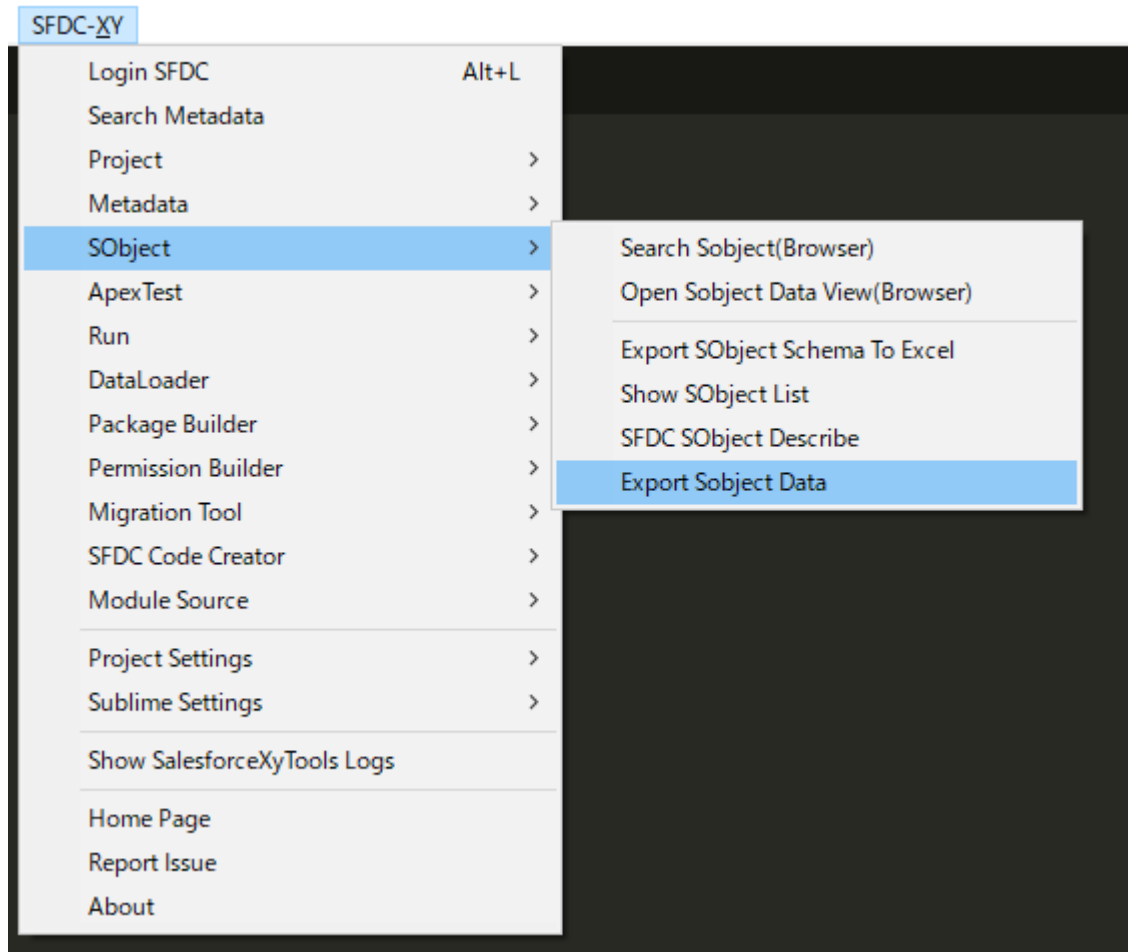 SFDC-XY
Login SFDC Alt+L
Search Metadata
Project
Metadata
SObject
ApexTest
Run
DataLoader
Package Builder
Permission Builder
Migration Tool
SFDC Code Creator
Module Source
Project Settings
Sublime Settings
Show SalesforceXyTools Logs
Home Page
Report Issue
About
Search Sobject(Browser)
Open Sobject Data View(Browser)
Export SObject Schema To Excel
Show SObject List
SFDC SObject Describe
Export Sobject Data